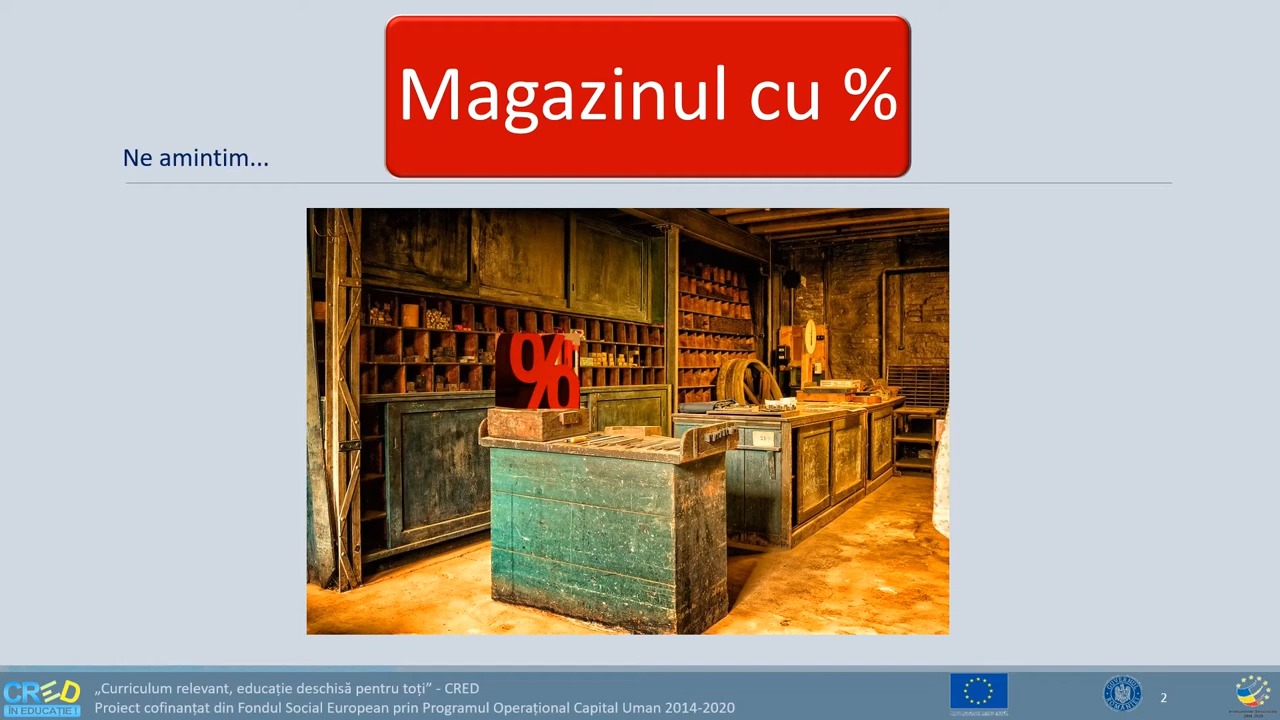 Magazinul cu %
Ne amintim...
%
CRED
ÎN EDUCAȚIE !
„Curriculum relevant, educație deschisă pentru toți” - CRED
Proiect cofinanțat din Fondul Social European prin Programul Operațional Capital Uman 2014-2020
2